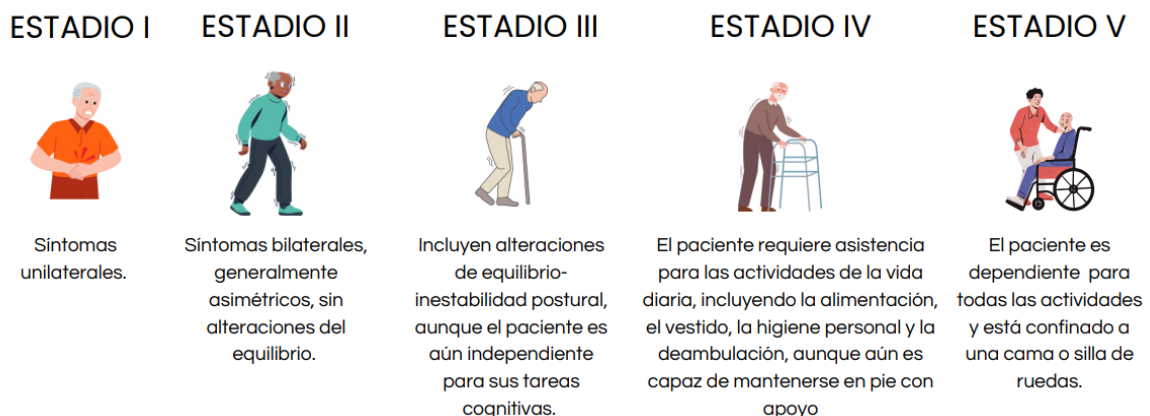 ESTADIO I
Síntomas
unilaterales.
ESTADIO II
Síntomas bilaterales,
generalmente
asimétricos, sin
alteraciones del
equilibrio.
ESTADIO III
Incluyen alteraciones
de equilibrio-
inestabilidad postural,
aunque el paciente es
aún independiente
para sus tareas
cognitivas.
ESTADIO IV
El paciente requiere asistencia
para las actividades de la vida
diaria, incluyendo la alimentación,
el vestido, la higiene personal y la
deambulación, aunque aún es
capaz de mantenerse en pie con
apoyo
ESTADIO V
El paciente es
dependiente para
todas las actividades
y está confinado a
una cama o silla de
ruedas.